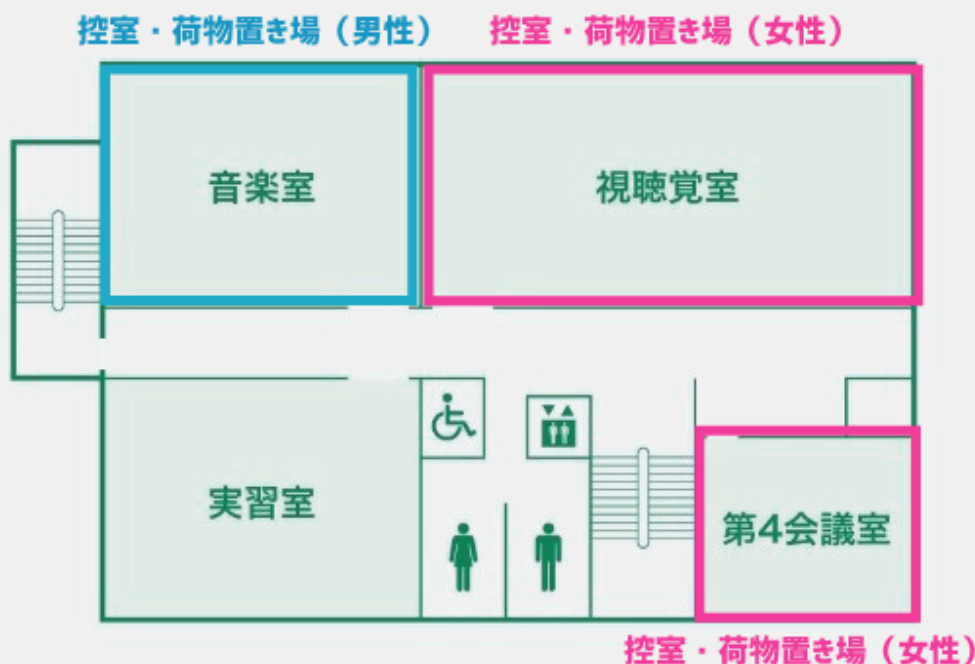 控室・荷物置き場（男性）
控室・荷物置き場（女性）
音楽室
視聴覚室
実習室
第4会議室
控室・荷物置き場（女性）